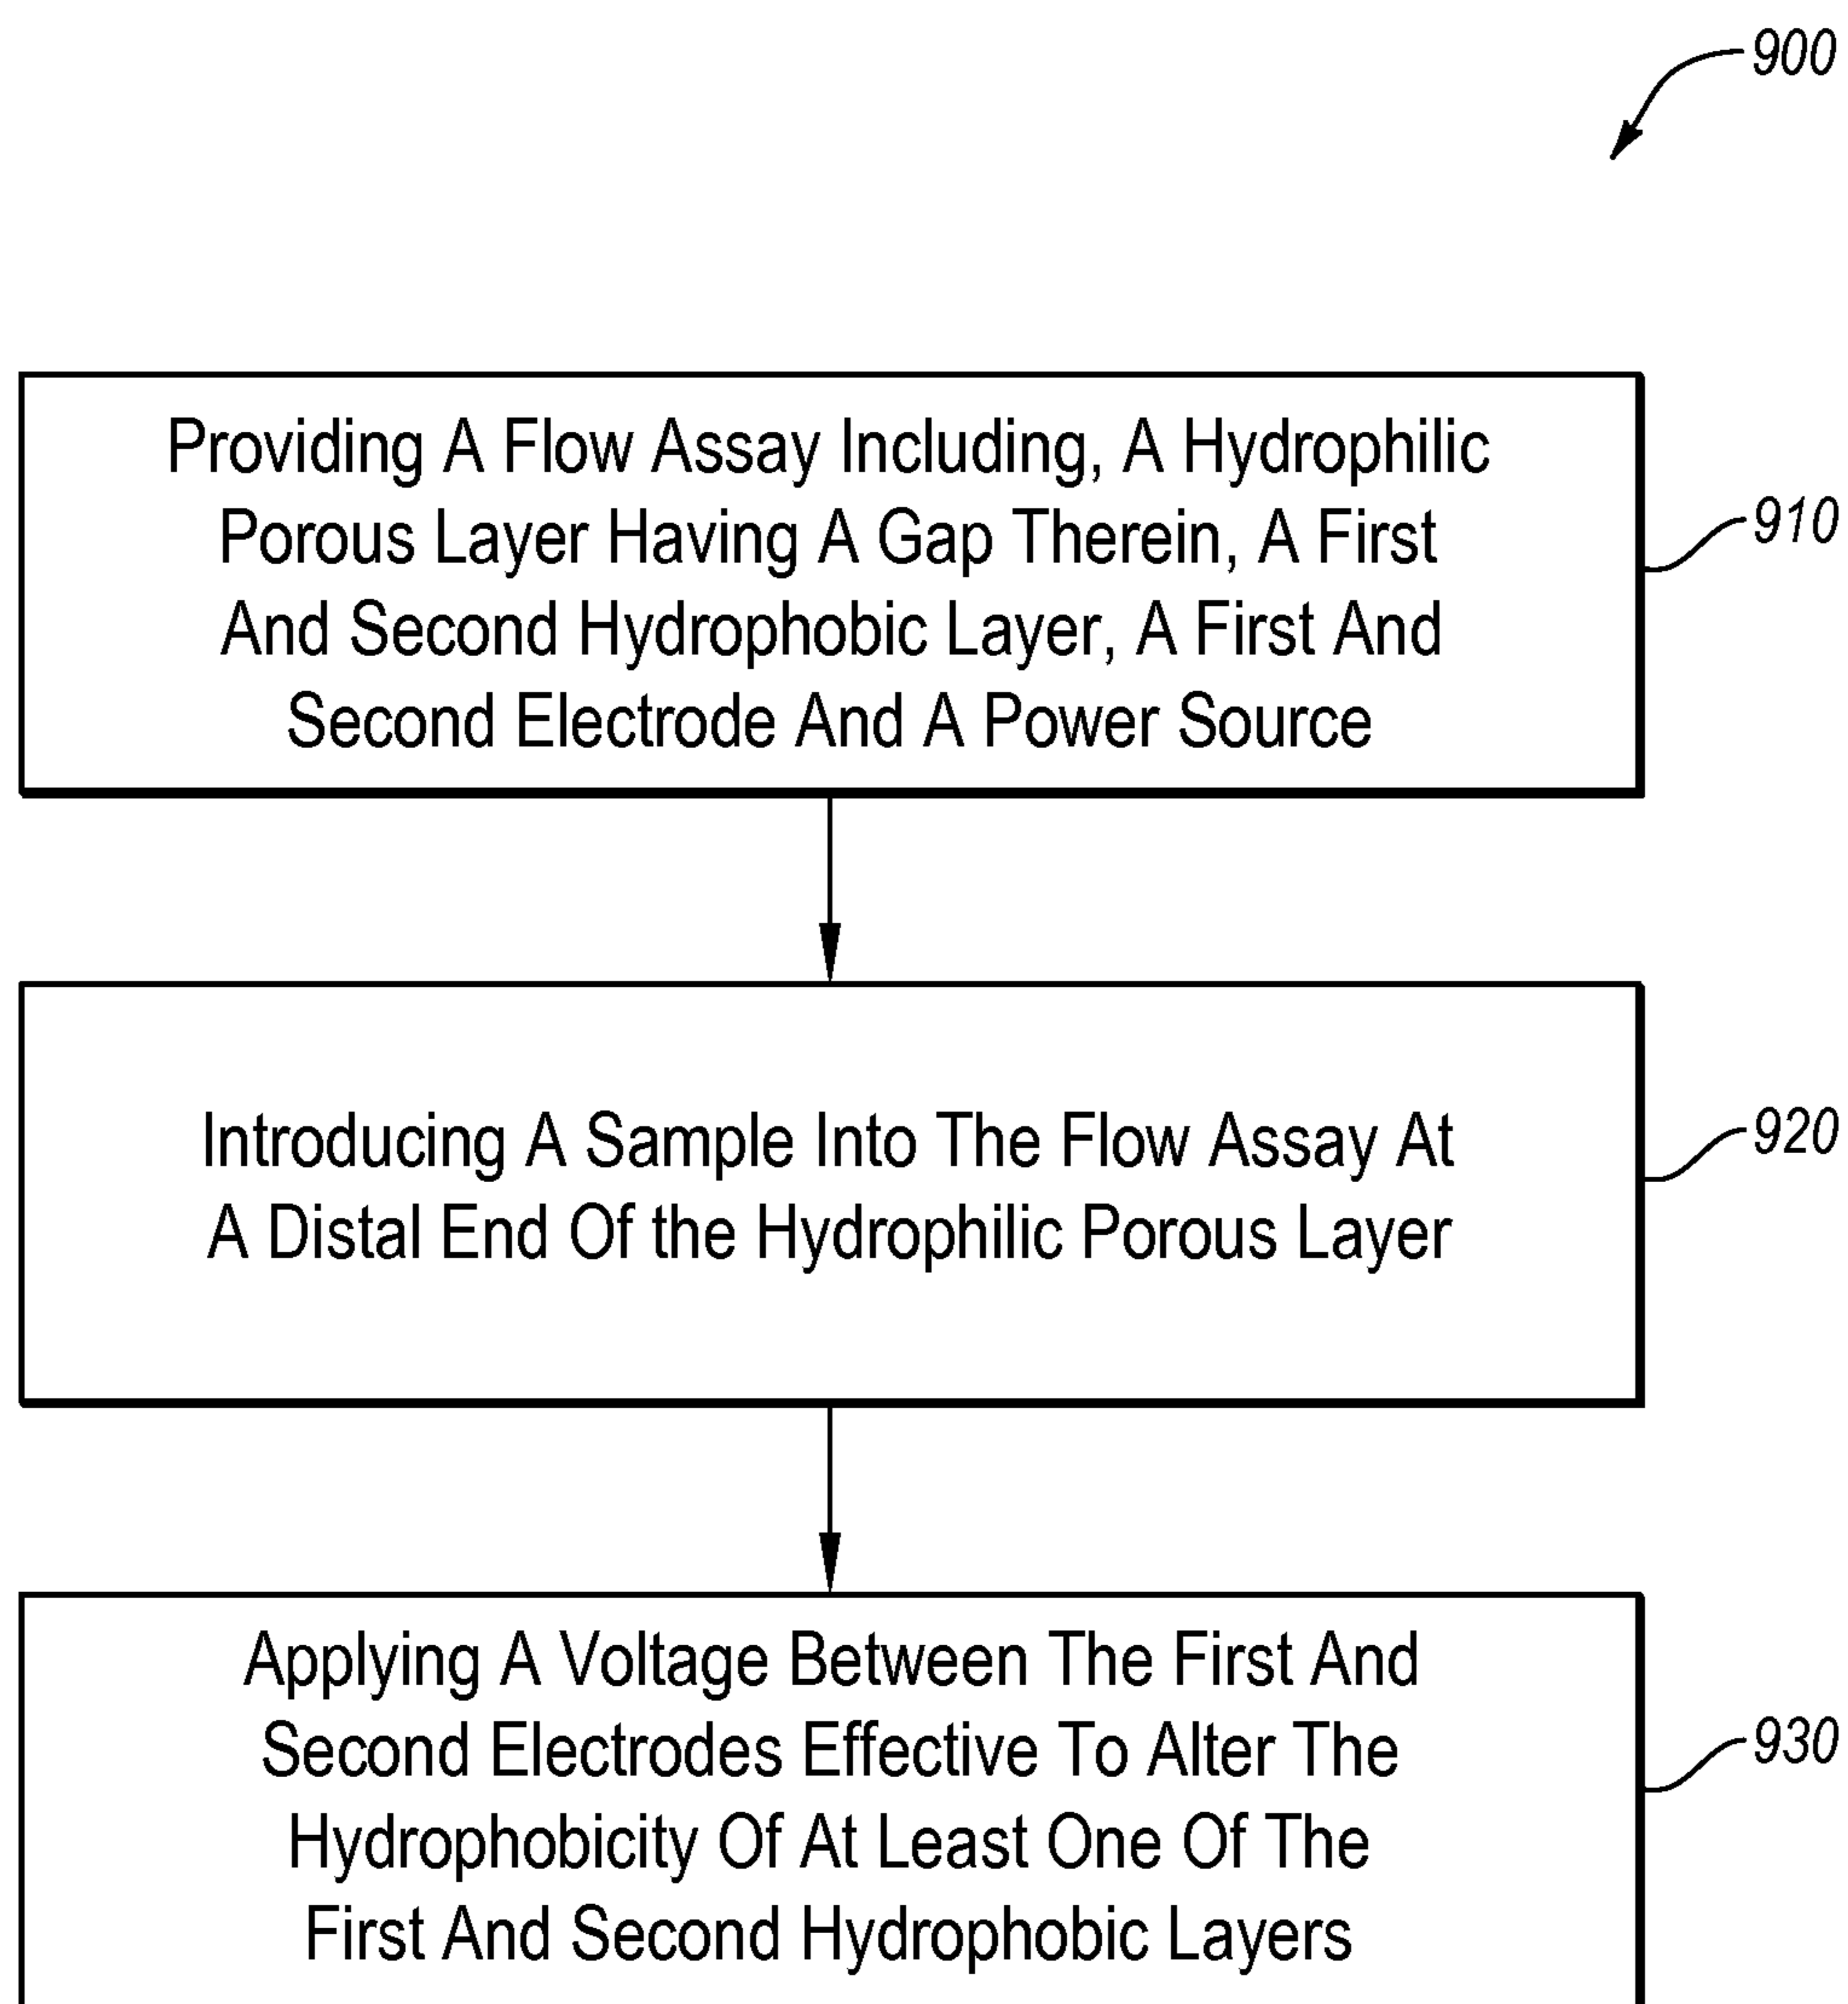 900
Providing A Flow Assay Including, A Hydrophilic
Porous Layer Having A Gap Therein, A First
And Second Hydrophobic Layer, A First And
Second Electrode And A Power Source
910
Introducing A Sample Into The Flow Assay At
A Distal End Of the Hydrophilic Porous Layer
920
Applying A Voltage Between The First And
Second Electrodes Effective To Alter The
Hydrophobicity Of At Least One Of The
First And Second Hydrophobic Layers
930